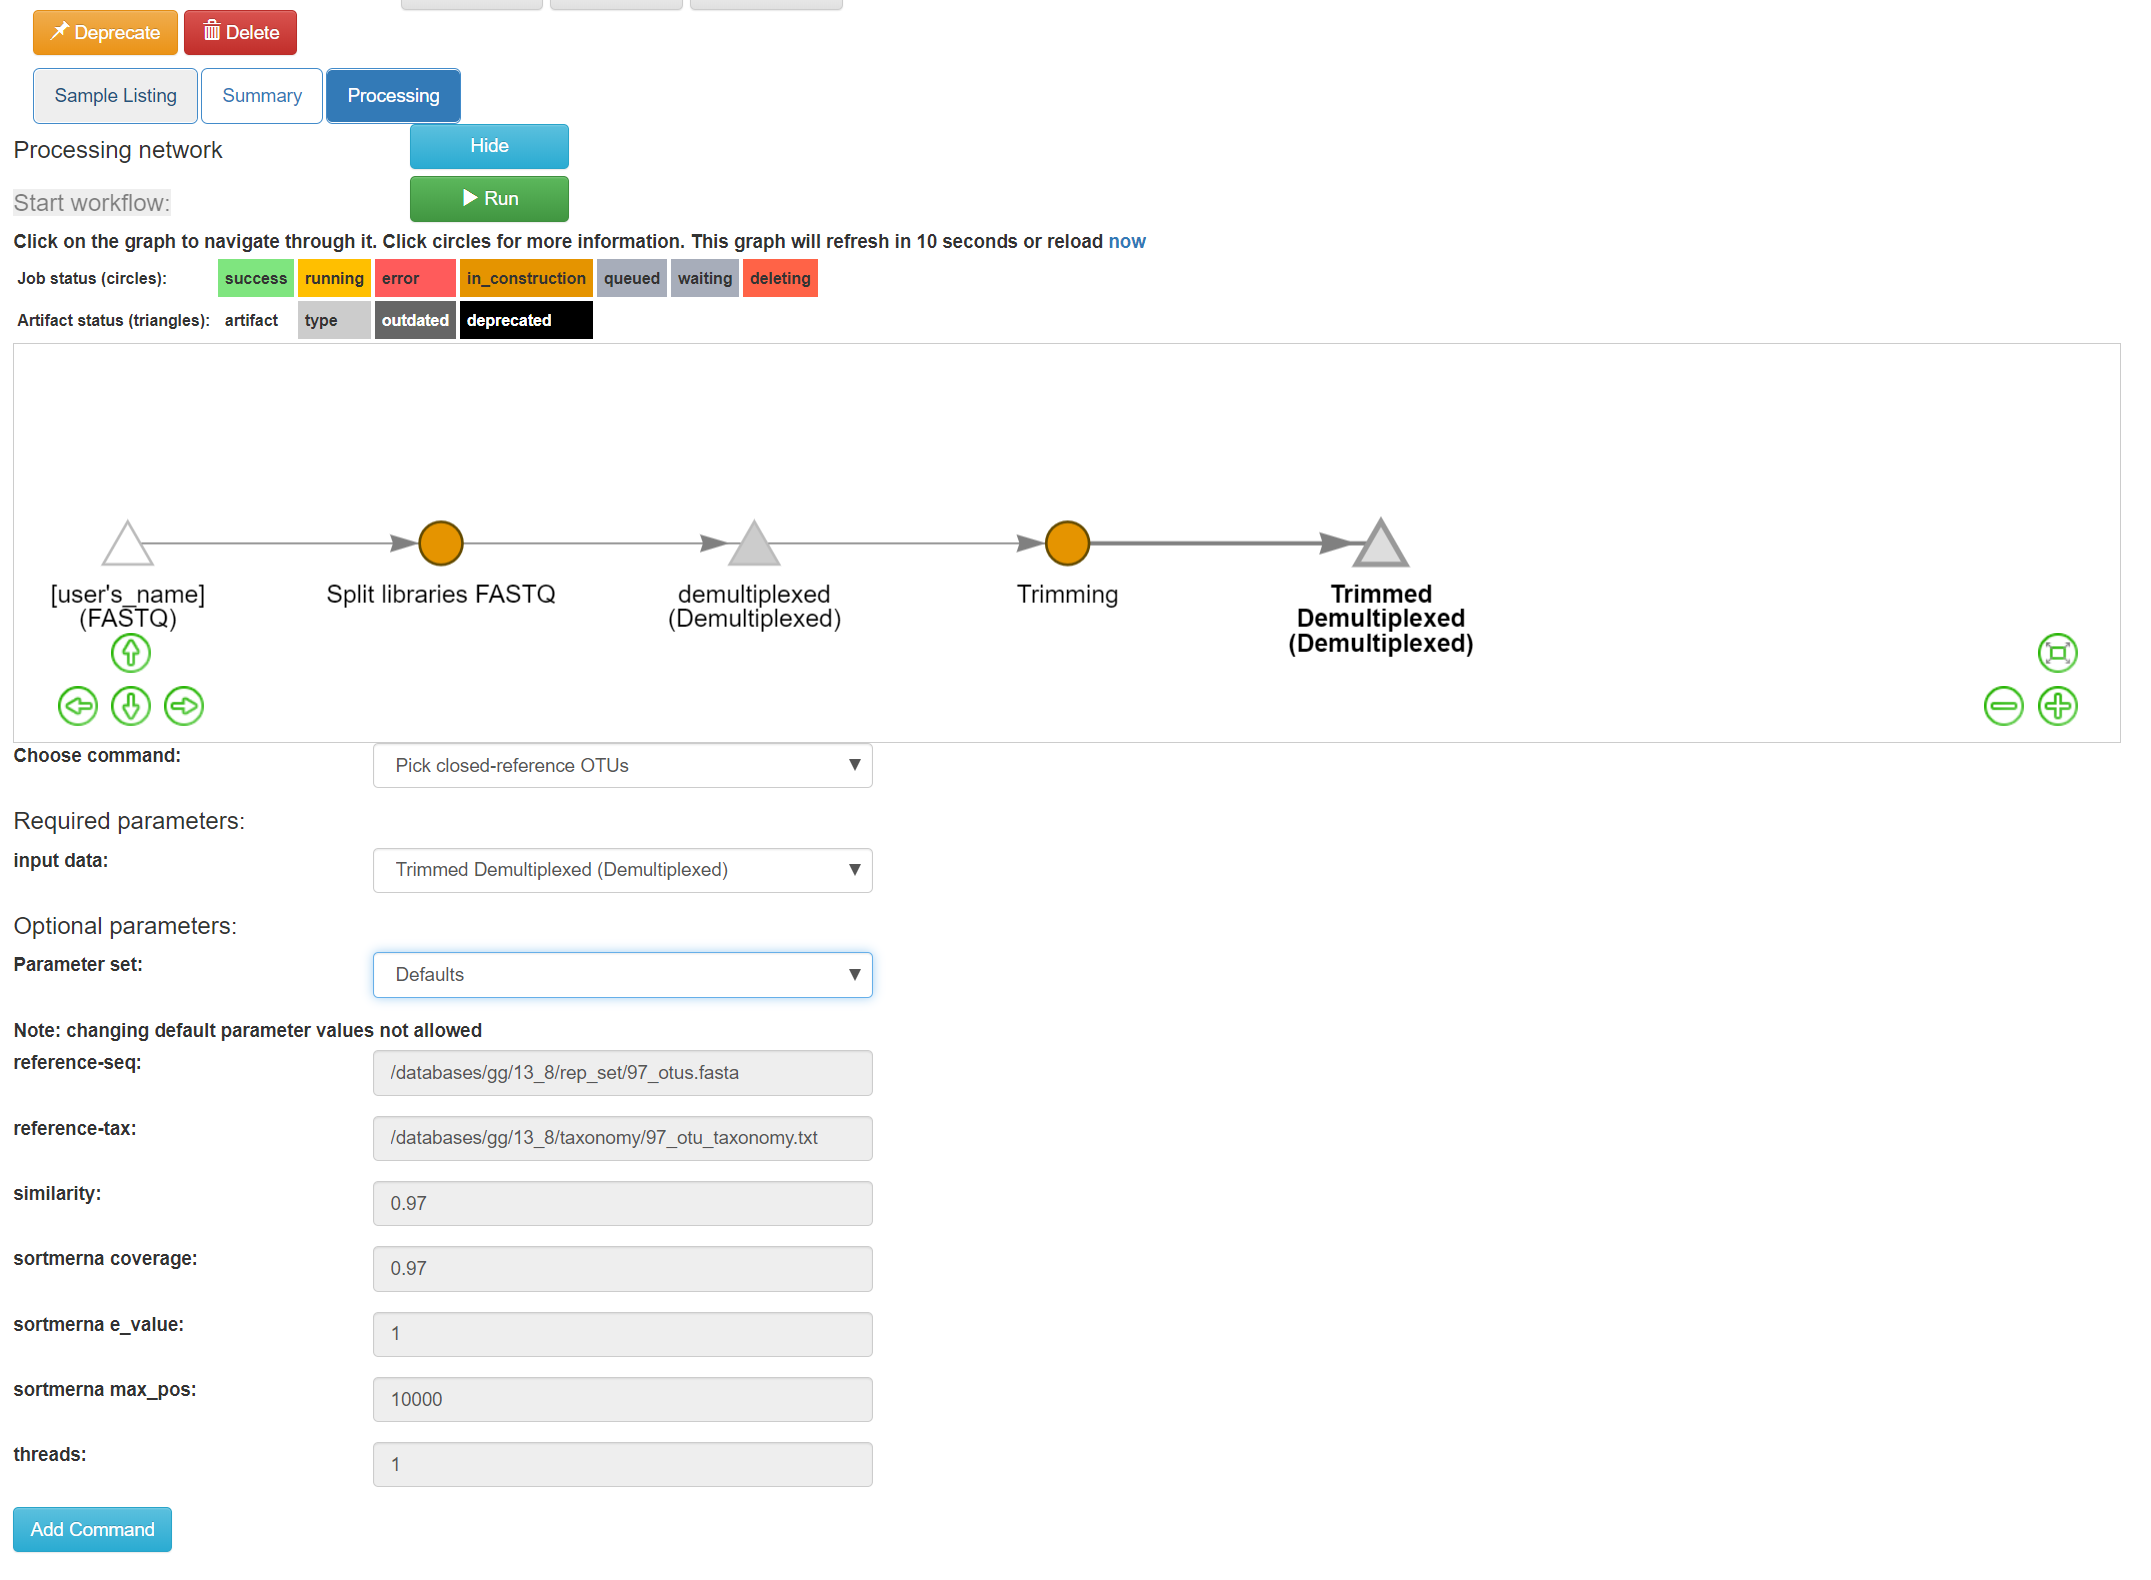 Deprecate Delete
Sample Listing Summary Processing
Processing network Hide
Start workflow: Run
Click on the graph to navigate through it. Click circles for more information. This graph will refresh in 10 seconds or reload now
Job status (circles): success running error in_construction queued waiting deleting
Artifact status (triangles): artifact type outdated deprecated
[user's_name]
(FASTQ)
Split libraries FASTQ
demultiplexed
(Demultiplexed)
Trimming
Trimmed
Demultiplexed
(Demultiplexed)
Choose command: Pick closed-reference OTUs
Required parameters:
input data: Trimmed Demultiplexed (Demultiplexed)
Optional parameters:
Parameter set: Defaults
Note: changing default parameter values not allowed
reference-seq: /databases/gg/13_8/rep_set/97_otus.fasta
reference-tax: /databases/gg/13_8/taxonomy/97_otu_taxonomy.txt
similarity: 0.97
sortmerna coverage: 0.97
sortmerna e_value: 1
sortmerna max_pos: 10000
threads: 1
Add Command